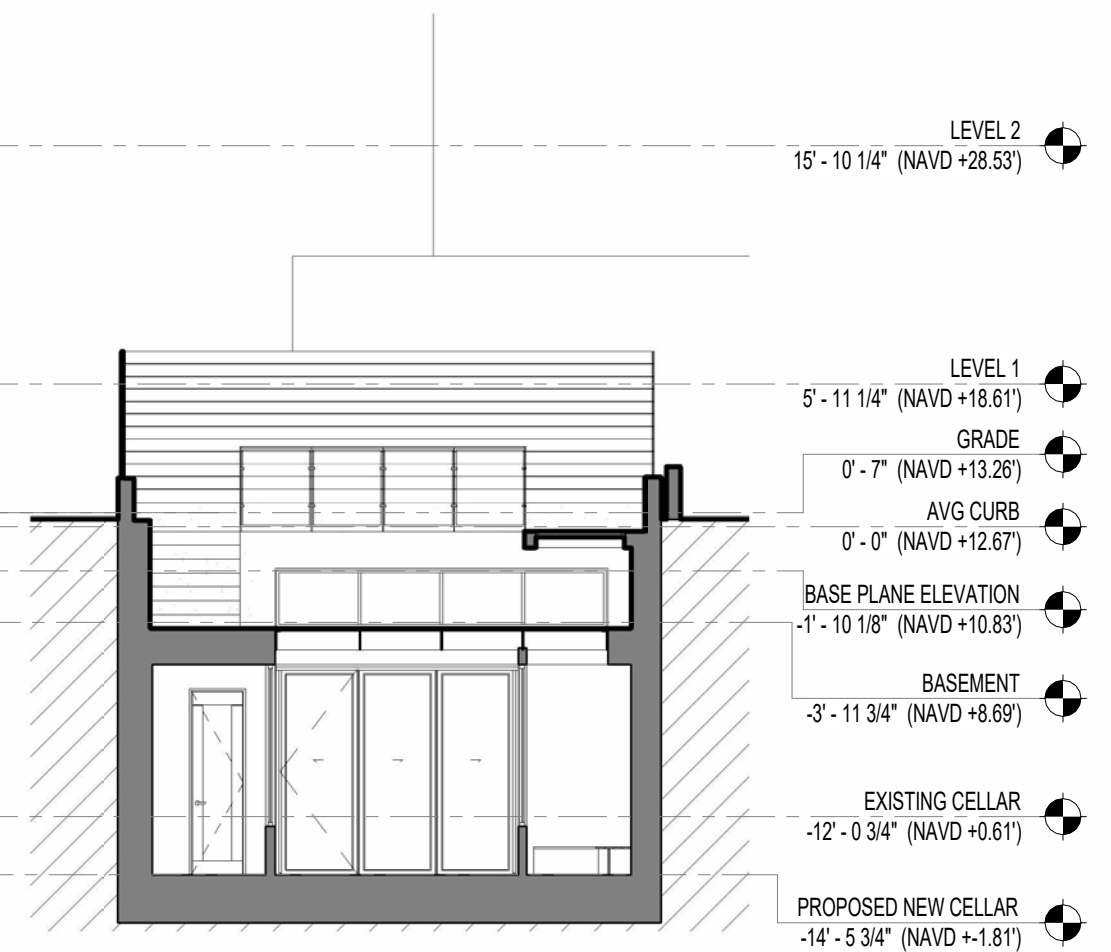 LEVEL 2
15' - 10 1/4" (NAVD +28.53')
LEVEL 1
5' - 11 1/4" (NAVD +18.61')
GRADE
0' - 7" (NAVD +13.26')
AVG CURB
0' - 0" (NAVD +12.67')
BASE PLANE ELEVATION
-1' - 10 1/8" (NAVD +10.83')
BASEMENT
-3' - 11 3/4" (NAVD +8.69')
EXISTING CELLAR
-12' - 0 3/4" (NAVD +0.61')
PROPOSED NEW CELLAR
-14' - 5 3/4" (NAVD +-1.81')